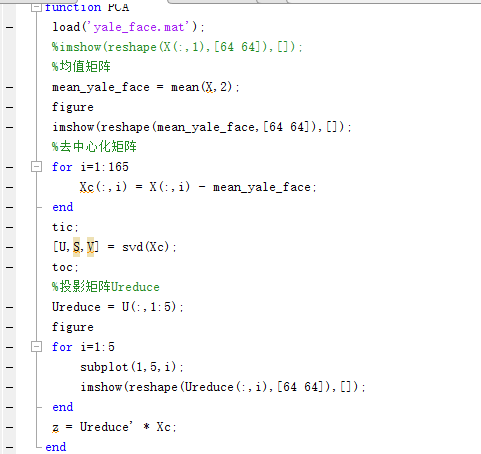 function PCA
load('yale_face.mat');
%imshow(reshape(X(:,1),[64 64]),[]);
%均值矩阵
mean_yale_face = mean(X,2);
figure
imshow(reshape(mean_yale_face,[64 64]),[]);
%去中心化矩阵
for i=1:165
Xc(:,i) = X(:,i) - mean_yale_face;
end
tic;
[U,S,V] = svd(Xc);
toc;
%投影矩阵Ureduce
Ureduce = U(:,1:5);
figure
for i=1:5
subplot(1,5,i);
imshow(reshape(Ureduce(:,i),[64 64]),[]);
end
z = Ureduce' * Xc;
end